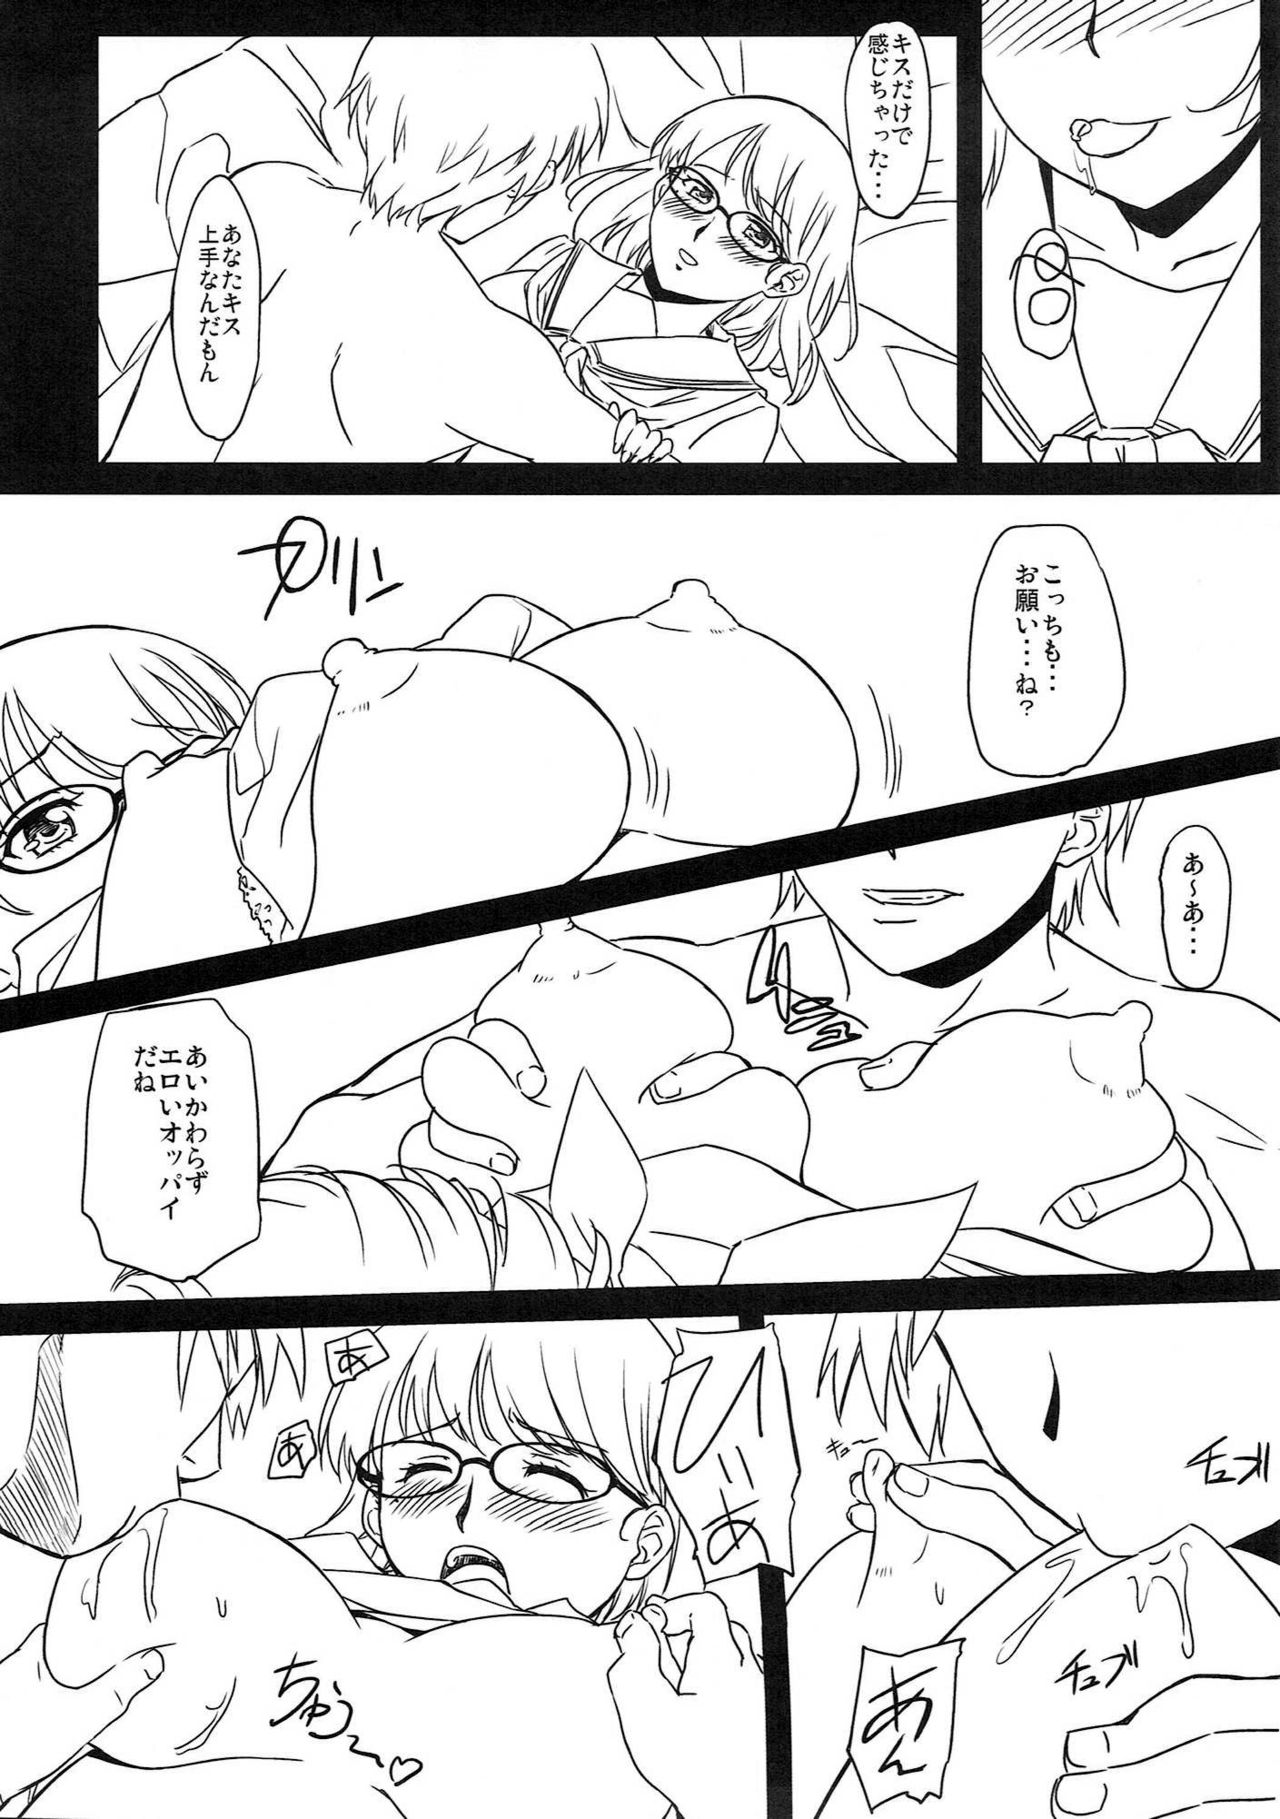 キスだけで
感じちゃった・・・
あなたキス
上手なんだもん
こっちも・・・
お願い・・・ね?
カリン
あ～あ・・・
あいかわらず
エロいオッパイ
だね
チュブ
キュー
チュブ
あん
ひ
あ
あ
あ
ちゅう～♡